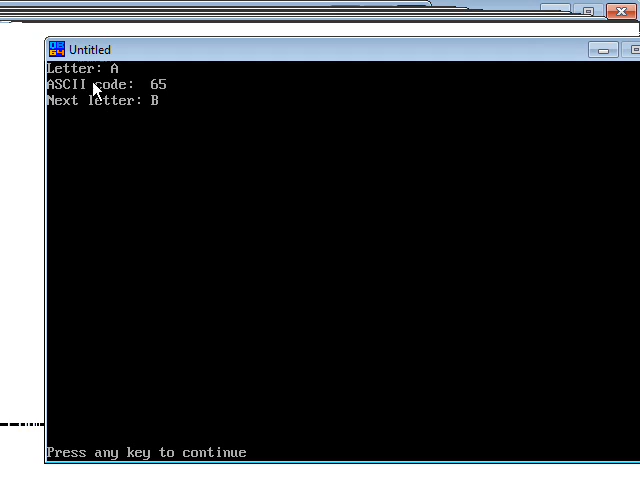 Untitled
Letter: A
ASCII code:  65
Next letter: B
Press any key to continue